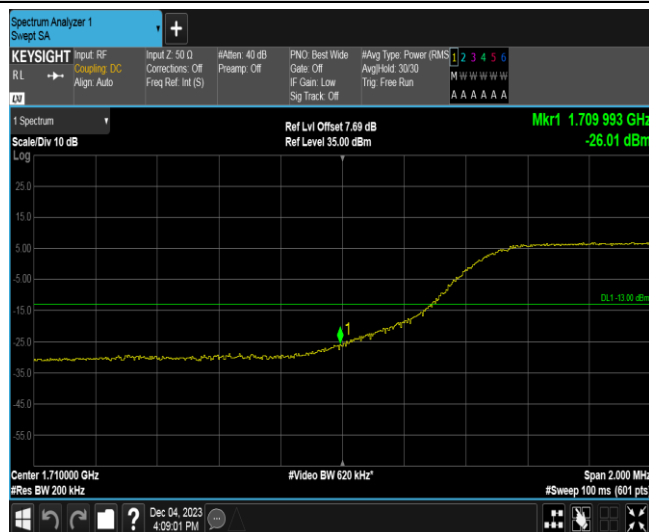 Spectrum Analyzer 1
Swept SA
+
KEYSIGHT
RL
LXI
Input: RF
Coupling: DC
Align: Auto
Input Z: 50 Ω
Corrections: Off
Freq Ref: Int (S)
#Atten: 40 dB
Preamp: Off
PNO: Best Wide
Gate: Off
IF Gain: Low
Sig Track: Off
#Avg Type: Power (RMS
Avg|Hold: 30/30
Trig: Free Run
1 2 3 4 5 6
M W W W W W
A A A A A A
1 Spectrum
Scale/Div 10 dB
Log
Ref Lvl Offset 7.69 dB
Ref Level 35.00 dBm
Mkr1 1.709 993 GHz
-26.01 dBm
25.0
15.0
5.00
-5.00
DL1 -13.00 dBm
-15.0
1
-25.0
-35.0
-45.0
-55.0
Center 1.710000 GHz
#Video BW 620 kHz*
Span 2.000 MHz
#Res BW 200 kHz
#Sweep 100 ms (601 pts)
?
Dec 04, 2023
4:09:01 PM